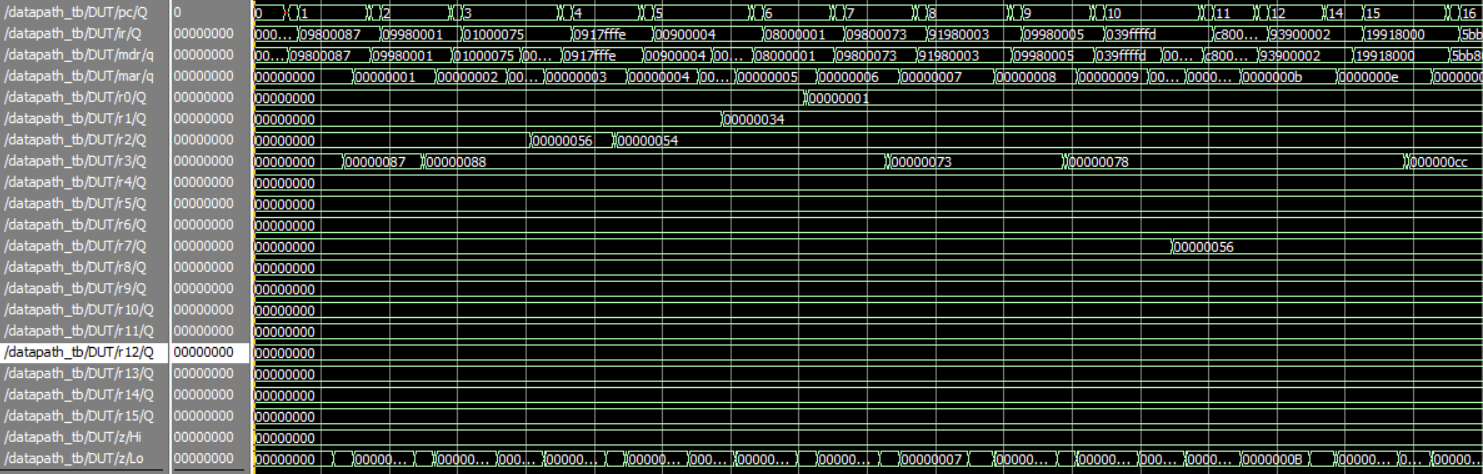 /datapath_tb/DUT/pc/Q 0 0 1 2 3 4 5 6 7 8 9 10 11 12 14 15 16
/datapath_tb/DUT/ir/Q 00000000 000... 09800087 09980001 01000075 0917fffe 00900004 08000001 09800073 91980003 09980005 039ffffd c800... 93900002 19918000 5bb
/datapath_tb/DUT/mdr/q 00000000 00... 09800087 09980001 01000075 00... 0917fffe 00900004 00... 08000001 09800073 91980003 09980005 039ffffd 00... c800... 93900002 19918000 5bb8
/datapath_tb/DUT/mar/q 00000000 00000000 00000001 00000002 00... 00000003 00000004 00... 00000005 00000006 00000007 00000008 00000009 00... 0000... 0000000b 0000000e 0000000
/datapath_tb/DUT/r0/Q 00000000 00000000 00000001
/datapath_tb/DUT/r1/Q 00000000 00000000 00000034
/datapath_tb/DUT/r2/Q 00000000 00000000 00000056 00000054
/datapath_tb/DUT/r3/Q 00000000 00000000 00000087 00000088 00000073 00000078 000000cc
/datapath_tb/DUT/r4/Q 00000000 00000000
/datapath_tb/DUT/r5/Q 00000000 00000000
/datapath_tb/DUT/r6/Q 00000000 00000000
/datapath_tb/DUT/r7/Q 00000000 00000000 00000056
/datapath_tb/DUT/r8/Q 00000000 00000000
/datapath_tb/DUT/r9/Q 00000000 00000000
/datapath_tb/DUT/r10/Q 00000000 00000000
/datapath_tb/DUT/r11/Q 00000000 00000000
/datapath_tb/DUT/r12/Q 00000000 00000000
/datapath_tb/DUT/r13/Q 00000000 00000000
/datapath_tb/DUT/r14/Q 00000000 00000000
/datapath_tb/DUT/r15/Q 00000000 00000000
/datapath_tb/DUT/z/Hi 00000000 00000000
/datapath_tb/DUT/z/Lo 00000000 00000000 00000... 00000... 000... 00000... 00000... 000... 00000... 00000... 00000007 00000... 00000... 000... 0000... 0000000B 00000... 0... 00000